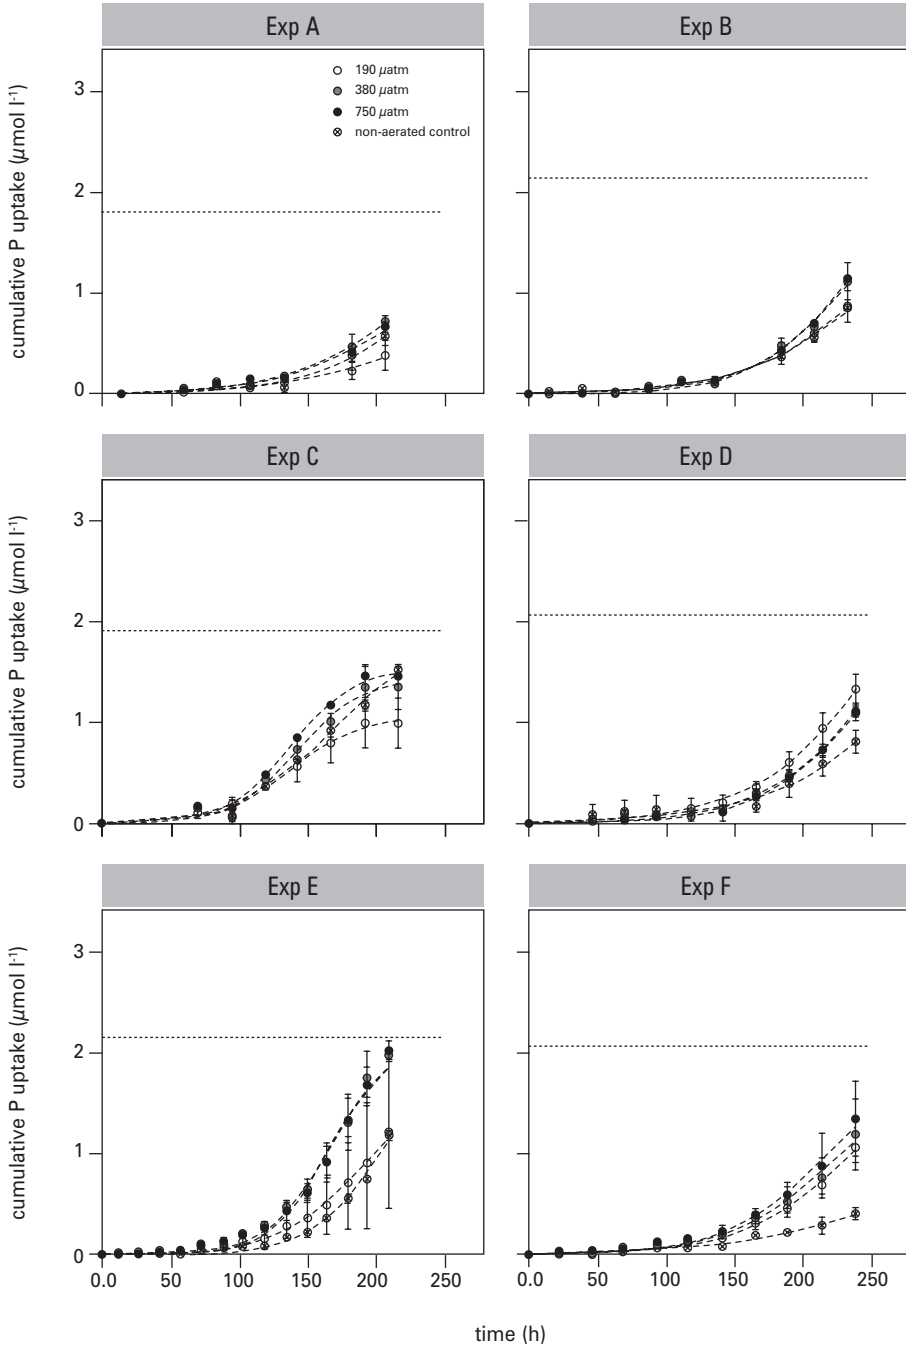 Exp A
Exp B
cumulative P uptake (µmol l-1)
3
2
1
0
190 µatm
380 µatm
750 µatm
non-aerated control
Exp C
Exp D
cumulative P uptake (µmol l-1)
3
2
1
0
Exp E
Exp F
cumulative P uptake (µmol l-1)
3
2
1
0
0.0 50 100 150 200 250
0.0 50 100 150 200 250
time (h)